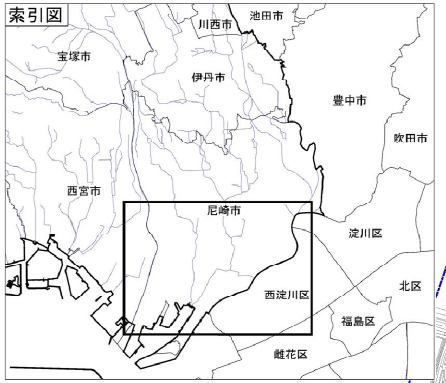 索引図
川西市
池田市
宝塚市
伊丹市
豊中市
吹田市
西宮市
尼崎市
淀川区
西淀川区
北区
福島区
雌花区